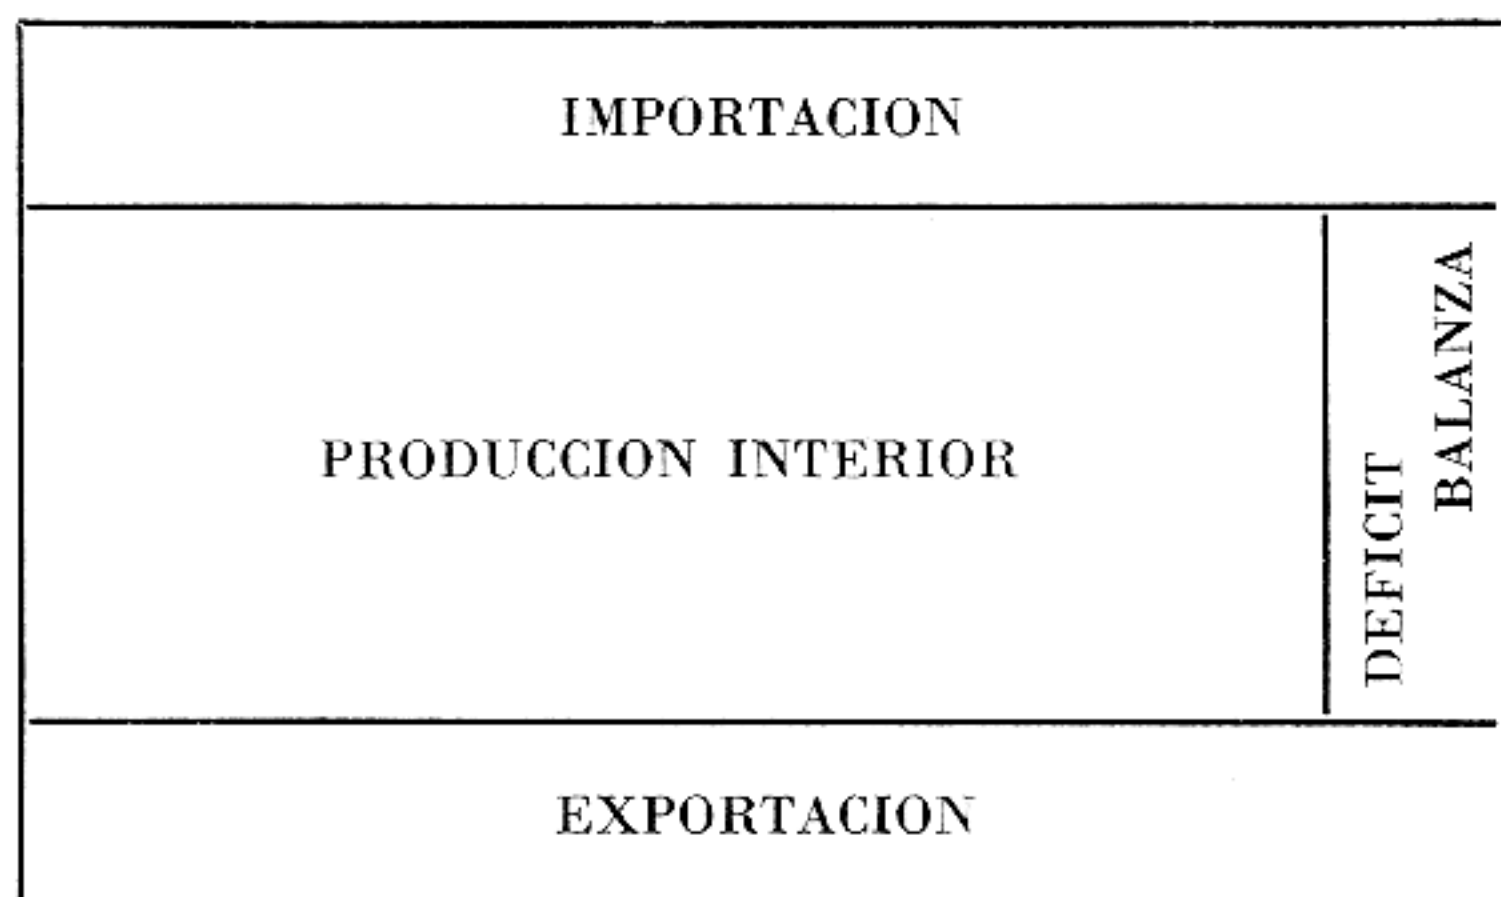 IMPORTACION
PRODUCCION INTERIOR
DEFICIT
BALANZA
EXPORTACION